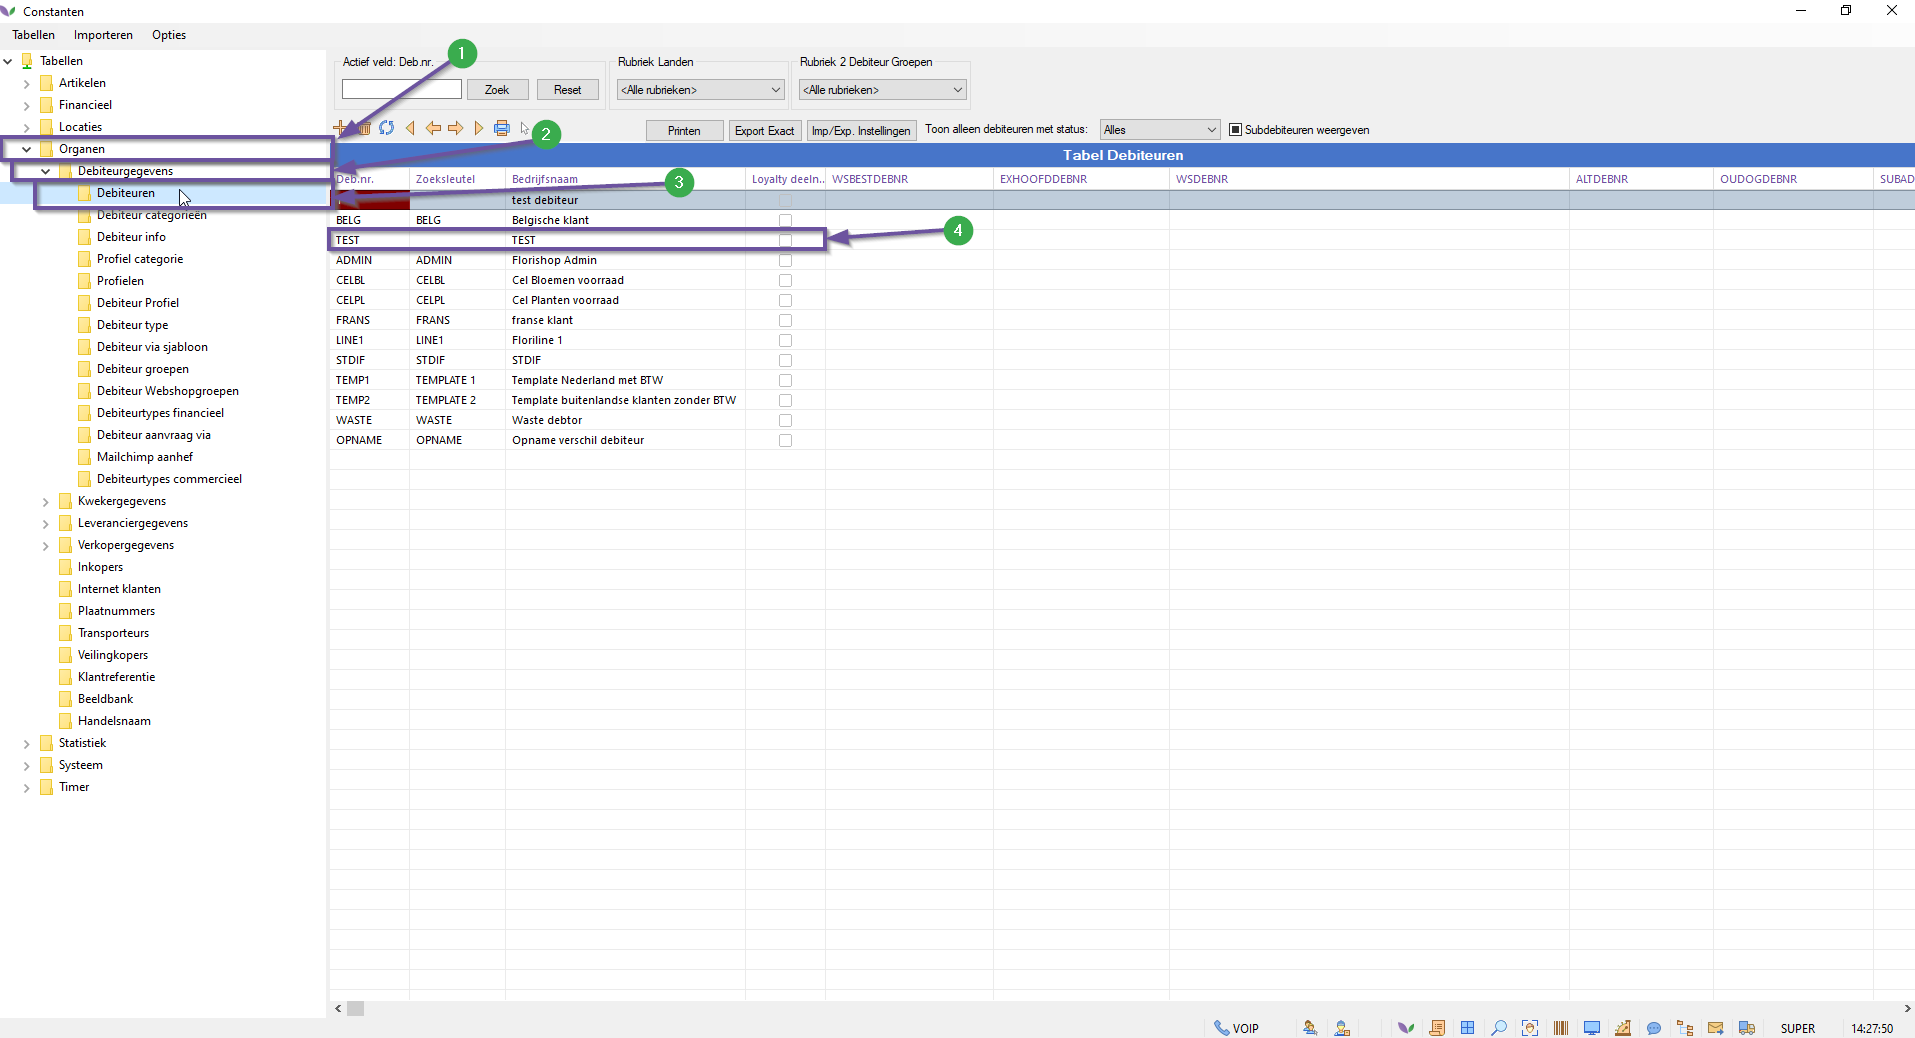 Constanten
Tabellen Importeren Opties
Tabellen
Artikelen
Financieel
Locaties
Organen
Debiteurgegevens
Debiteuren
Debiteur categorieën
Debiteur info
Profiel categorie
Profielen
Debiteur Profiel
Debiteur type
Debiteur via sjabloon
Debiteur groepen
Debiteur Webshopgroepen
Debiteurtypes financieel
Debiteur aanvraag via
Mailchimp aanhef
Debiteurtypes commercieel
Kwekergegevens
Leveranciergegevens
Verkopergegevens
Inkopers
Internet klanten
Plaatnummers
Transporteurs
Veilingkopers
Klantreferentie
Beeldbank
Handelsnaam
Statistiek
Systeem
Timer
Actief veld: Deb.nr. Rubriek Landen Rubriek 2 Debiteur Groepen
Zoek Reset <Alle rubrieken> <Alle rubrieken>
Printen Export Exact Imp/Exp. Instellingen Toon alleen debiteuren met status: Alles Subdebiteuren weergeven
1
2
3
4
Tabel Debiteuren
Deb.nr. Zoeksleutel Bedrijfsnaam Loyalty deeln.. WSBESTDEBNR EXHOOFDDEBNR WSDEBNR ALTDEBNR OUDOGDEBNR SUBAD
test debiteur
BELG BELG Belgische klant
TEST TEST
ADMIN ADMIN Florishop Admin
CELBL CELBL Cel Bloemen voorraad
CELPL CELPL Cel Planten voorraad
FRANS FRANS franse klant
LINE1 LINE1 Floriline 1
STDIF STDIF STDIF
TEMP1 TEMPLATE 1 Template Nederland met BTW
TEMP2 TEMPLATE 2 Template buitenlandse klanten zonder BTW
WASTE WASTE Waste debtor
OPNAME OPNAME Opname verschil debiteur
VOIP SUPER 14:27:50